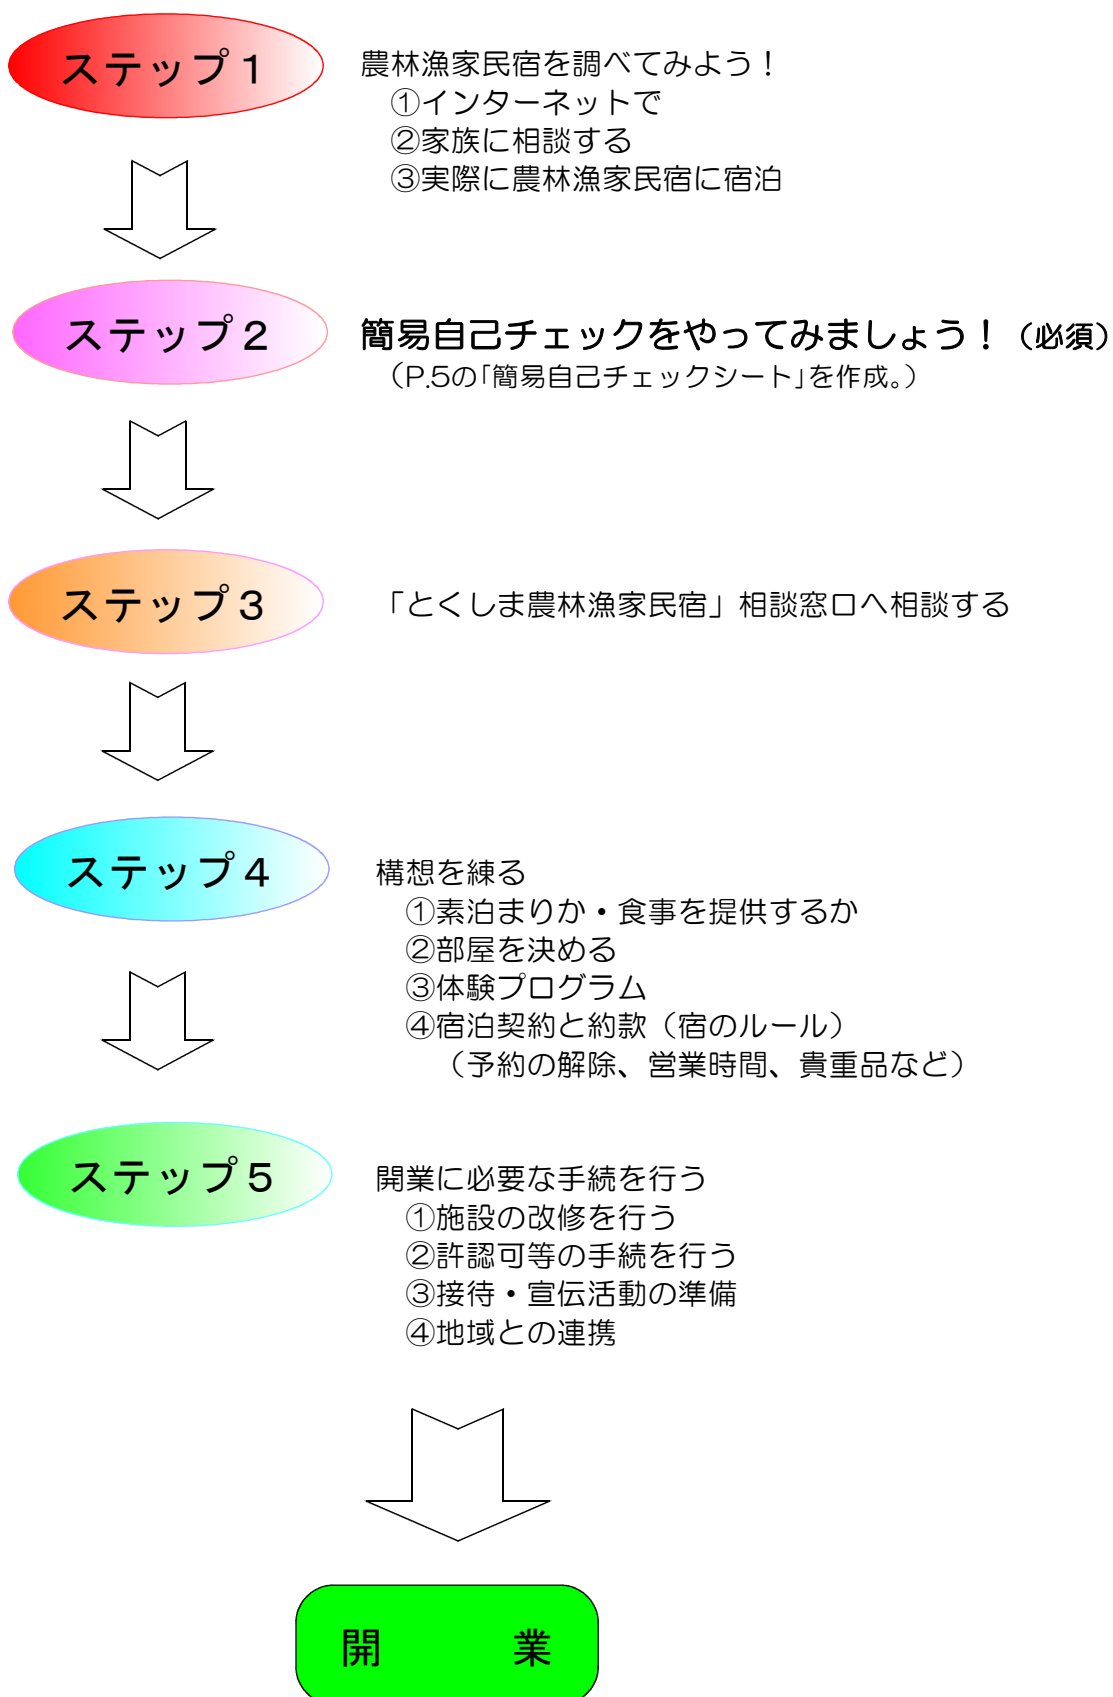 ステップ１
農林漁家民宿を調べてみよう！
①インターネットで
②家族に相談する
③実際に農林漁家民宿に宿泊
ステップ２
簡易自己チェックをやってみましょう！（必須）
（P.5の｢簡易自己チェックシート｣を作成。）
ステップ３
「とくしま農林漁家民宿」相談窓口へ相談する
ステップ４
構想を練る
①素泊まりか・食事を提供するか
②部屋を決める
③体験プログラム
④宿泊契約と約款（宿のルール）
（予約の解除、営業時間、貴重品など）
ステップ５
開業に必要な手続を行う
①施設の改修を行う
②許認可等の手続を行う
③接待・宣伝活動の準備
④地域との連携
開　　　業